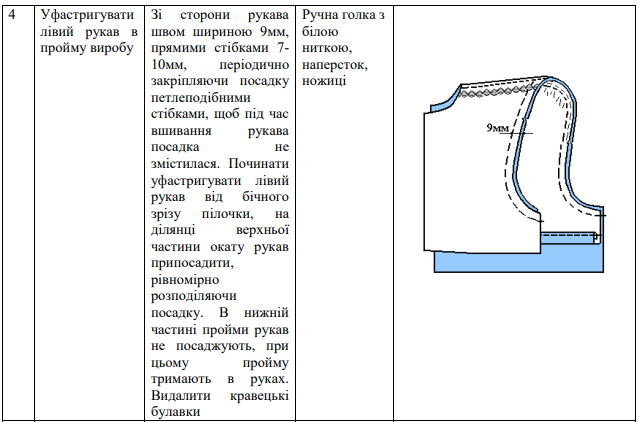 4
Уфастригувати
лівий рукав в
пройму виробу
Зі сторони рукава
швом шириною 9мм,
прямими стібками 7-
10мм, періодично
закріпляючи посадку
петлеподібними
стібками, щоб під час
вшивання рукава
посадка не
змістилася. Починати
уфастригувати лівий
рукав від бічного
зрізу пілочки, на
ділянці верхньої
частини окату рукав
припосадити,
рівномірно
розподіляючи
посадку. В нижній
частині пройми рукав
не посаджують, при
цьому пройму
тримають в руках.
Видалити кравецькі
булавки
Ручна голка з
білою
ниткою,
наперсток,
ножиці
9мм